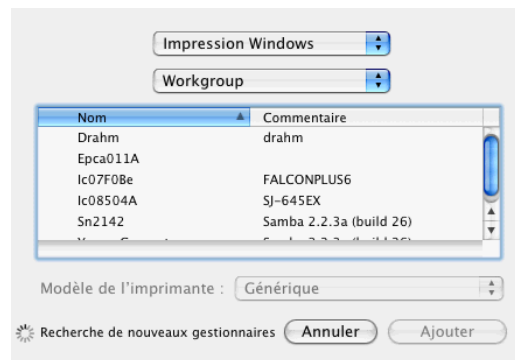 Impression Windows
Workgroup
Nom Commentaire
Drahm drahm
Epca011A
Ic07F0Be FALCONPLUS6
Ic08504A SJ-645EX
Sn2142 Samba 2.2.3a (build 26)
Modèle de l'imprimante : Générique
Recherche de nouveaux gestionnaires Annuler Ajouter